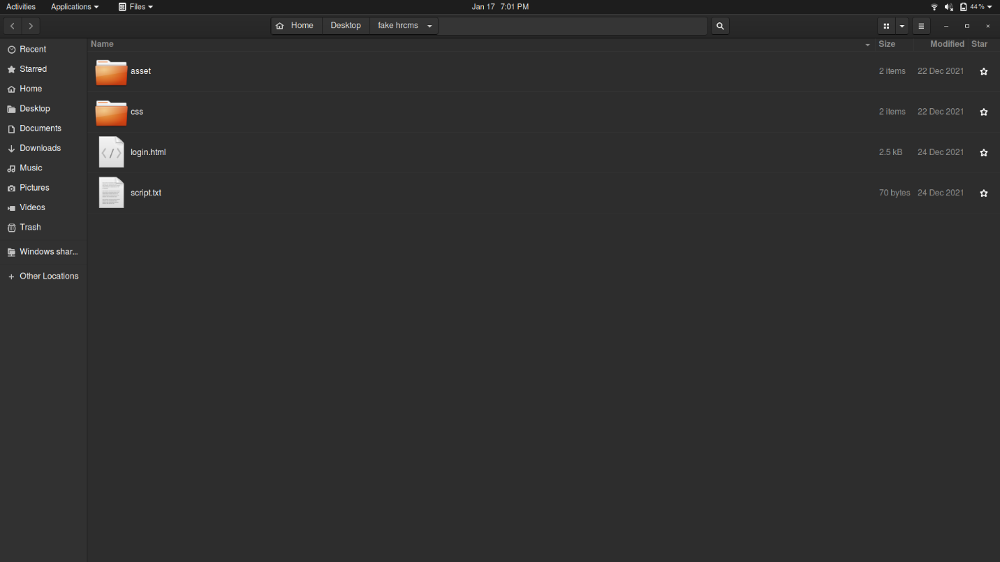 Activities Applications Files Jan 17 7:01 PM 44 %
Home Desktop fake hrcms
Name Size Modified Star
Recent
Starred
Home
Desktop
Documents
Downloads
Music
Pictures
Videos
Trash
Windows shar...
Other Locations
asset 2 items 22 Dec 2021
css 2 items 22 Dec 2021
login.html 2.5 kB 24 Dec 2021
script.txt 70 bytes 24 Dec 2021